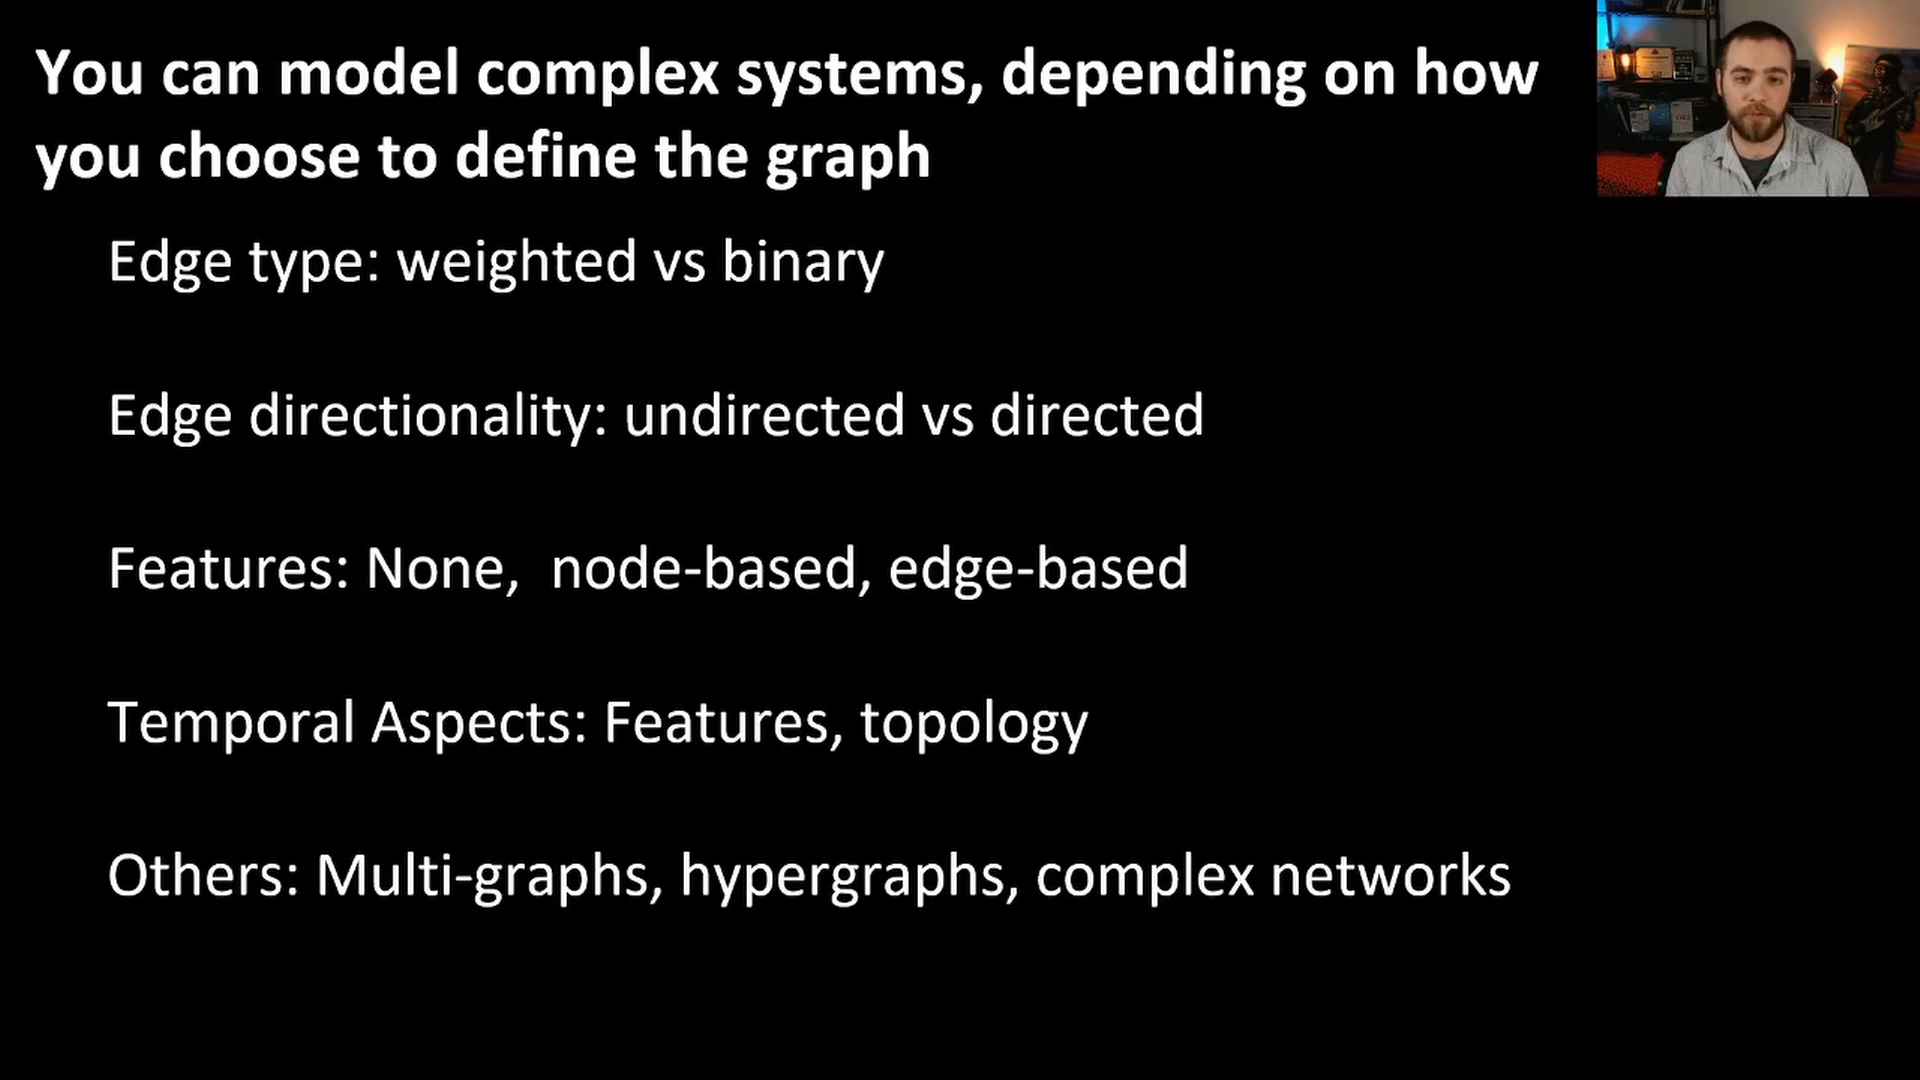 You can model complex systems, depending on how
you choose to define the graph
Edge type: weighted vs binary
Edge directionality: undirected vs directed
Features: None,  node-based, edge-based
Temporal Aspects: Features, topology
Others: Multi-graphs, hypergraphs, complex networks